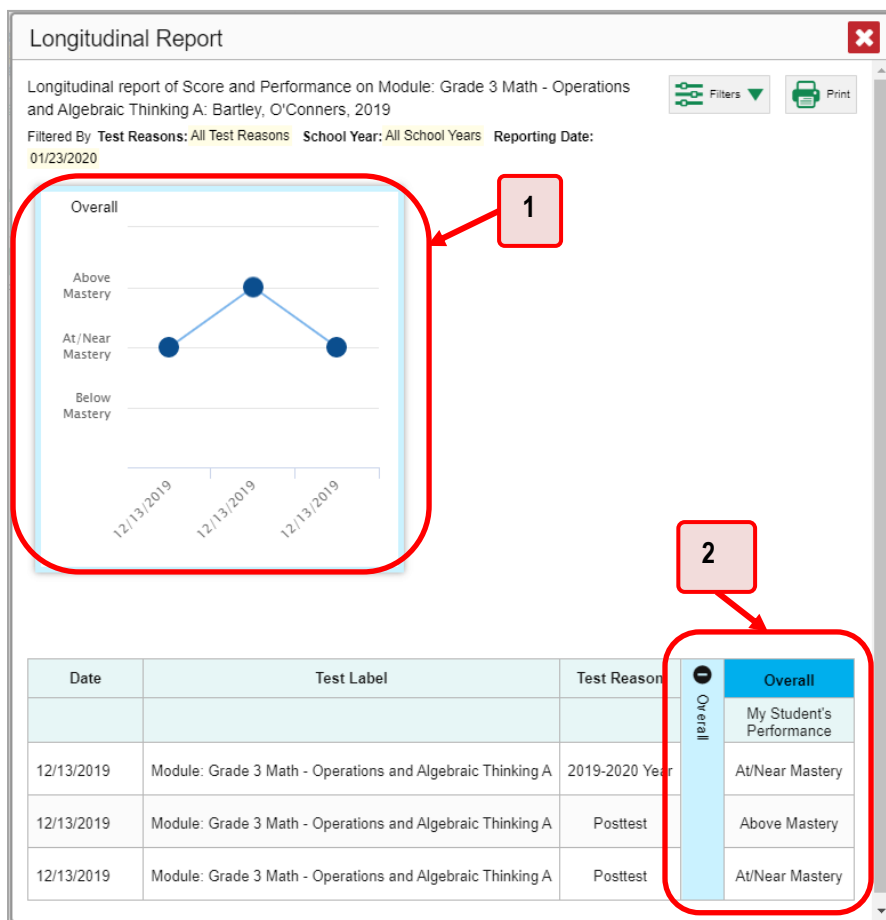 Longitudinal Report
Longitudinal report of Score and Performance on Module: Grade 3 Math - Operations
and Algebraic Thinking A: Bartley, O'Conners, 2019
Filters
Print
Filtered By Test Reasons: All Test Reasons School Year: All School Years Reporting Date:
01/23/2020
1
Overall
Above
Mastery
At/Near
Mastery
Below
Mastery
12/13/2019 12/13/2019 12/13/2019
2
Date Test Label Test Reason Overall Overall
My Student's
Performance
12/13/2019 Module: Grade 3 Math - Operations and Algebraic Thinking A 2019-2020 Year At/Near Mastery
12/13/2019 Module: Grade 3 Math - Operations and Algebraic Thinking A Posttest Above Mastery
12/13/2019 Module: Grade 3 Math - Operations and Algebraic Thinking A Posttest At/Near Mastery